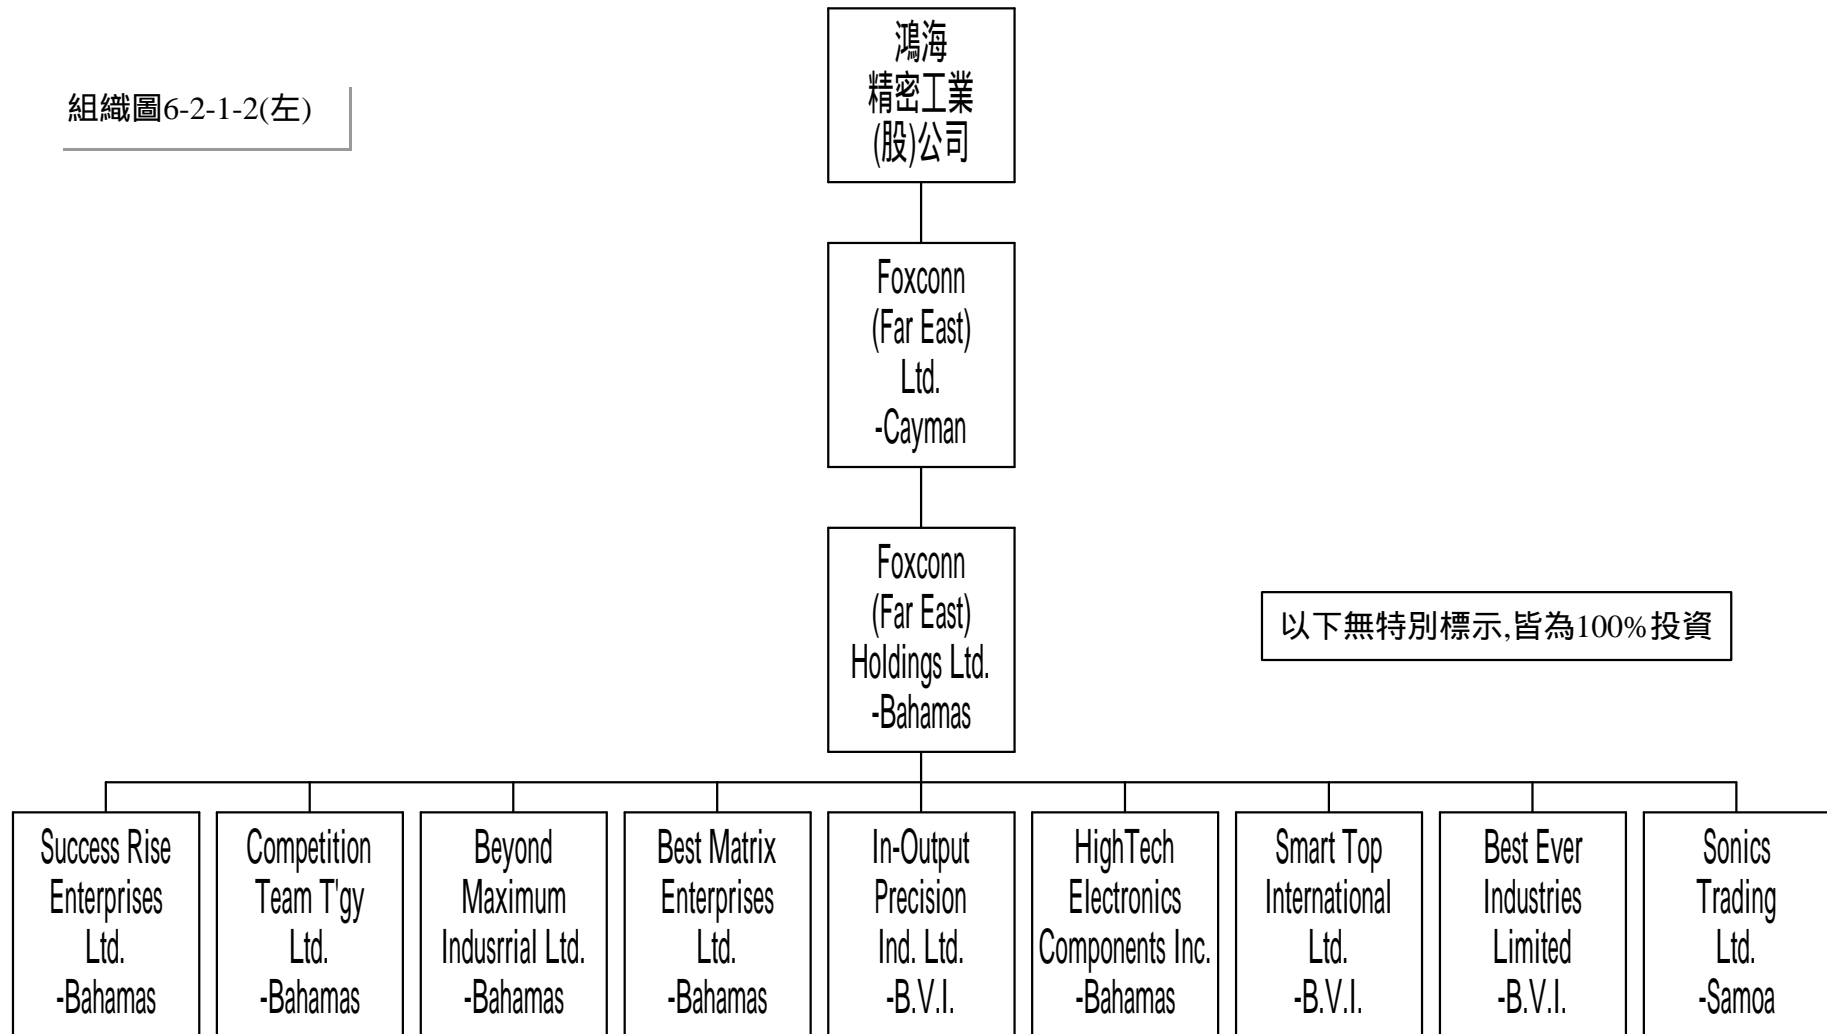 組織圖6-2-1-2(左)
鴻海
精密工業
(股)公司
Foxconn
(Far East)
Ltd.
-Cayman
Foxconn
(Far East)
Holdings Ltd.
-Bahamas
以下無特別標示,皆為100%投資
Success Rise
Enterprises
Ltd.
-Bahamas
Competition
Team T'gy
Ltd.
-Bahamas
Beyond
Maximum
Indusrrial Ltd.
-Bahamas
Best Matrix
Enterprises
Ltd.
-Bahamas
In-Output
Precision
Ind. Ltd.
-B.V.I.
HighTech
Electronics
Components Inc.
-Bahamas
Smart Top
International
Ltd.
-B.V.I.
Best Ever
Industries
Limited
-B.V.I.
Sonics
Trading
Ltd.
-Samoa